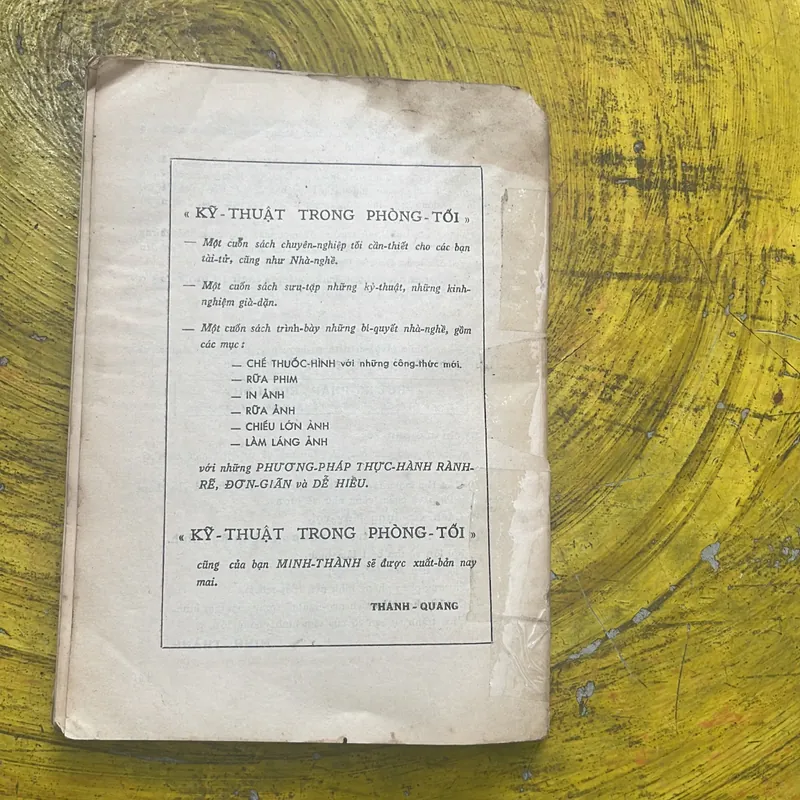 « KỸ - THUẬT TRONG PHÒNG - TỐI »
— Một cuốn sách chuyên-nghiệp tối cần-thiết cho các bạn
tài-tử, cũng như Nhà-nghề.
— Một cuốn sách sưu-tập những kỹ-thuật, những kinh-
nghiệm già-dặn.
— Một cuốn sách trình-bày những bí-quyết nhà-nghề, gồm
các mục :
— CHẾ THUỐC-HÌNH với những công-thức mới.
— RỮA PHIM
— IN ẢNH
— RỮA ẢNH
— CHIẾU LỚN ẢNH
— LÀM LÁNG ẢNH
với những PHƯƠNG-PHÁP THỰC-HÀNH RÀNH-
RẼ, ĐƠN-GIÃN và DỄ HIỂU.
« KỸ - THUẬT TRONG PHÒNG - TỐI »
cũng của bạn MINH-THÀNH sẽ được xuất-bản nay
mai.
THANH - QUANG